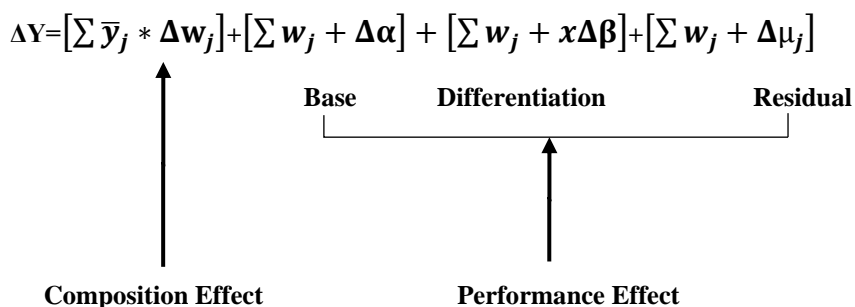 ΔY=[∑ y̅ⱼ * Δwⱼ]+[∑ wⱼ + Δα] + [∑ wⱼ + xΔβ]+[∑ wⱼ + Δμⱼ]
Base Differentiation Residual
Composition Effect Performance Effect